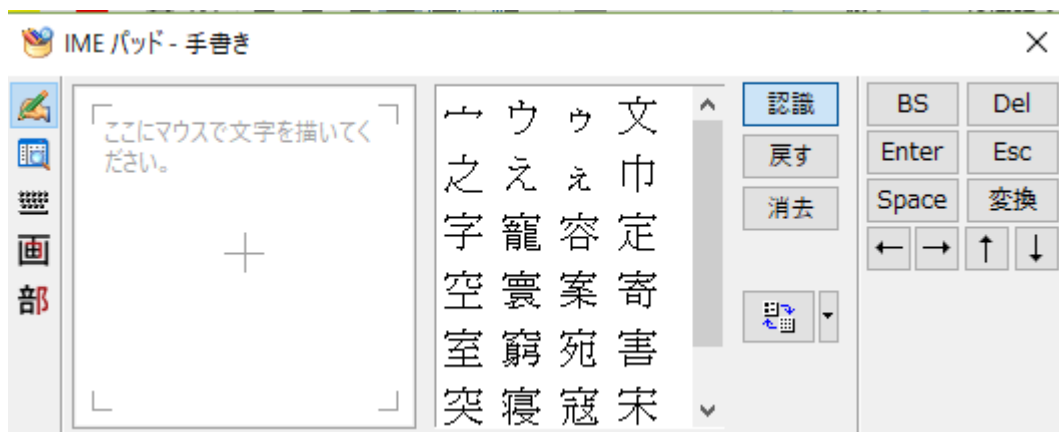 IME パッド - 手書き
ここにマウスで文字を描いてく
ださい。
宀 ウ ゥ 文
之 え ぇ 巾
字 寵 容 定
空 寰 案 寄
室 窮 宛 害
突 寝 寇 宋
画
部
認識
戻す
消去
BS Del
Enter Esc
Space 変換
← → ↑ ↓